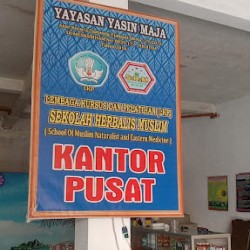 YAYASAN YASIN MAJA
LKP
LEMBAGA KURSUS DAN PELATIHAN (LKP)
SEKOLAH HERBALIS MUSLIM
( School Of Muslim Naturalist and Eastern Medicine )
KANTOR
PUSAT